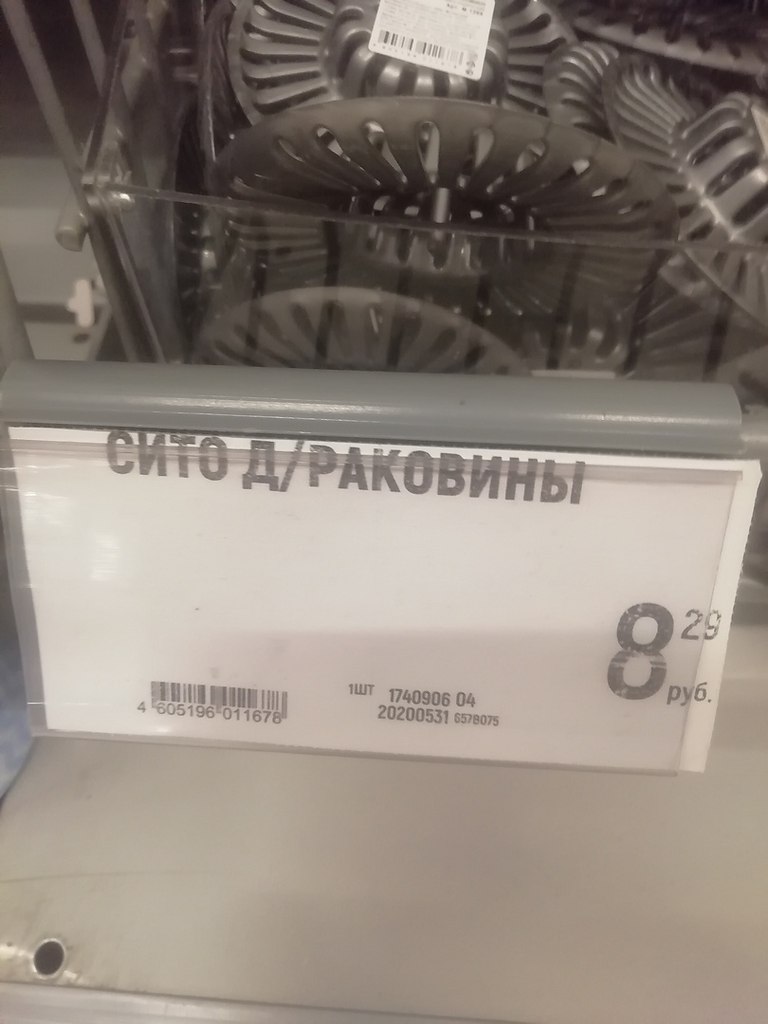 СИТО Д/РАКОВИНЫ
8 29
руб.
1ШТ 1740906 04
20200531 6578075
4 605196 011678